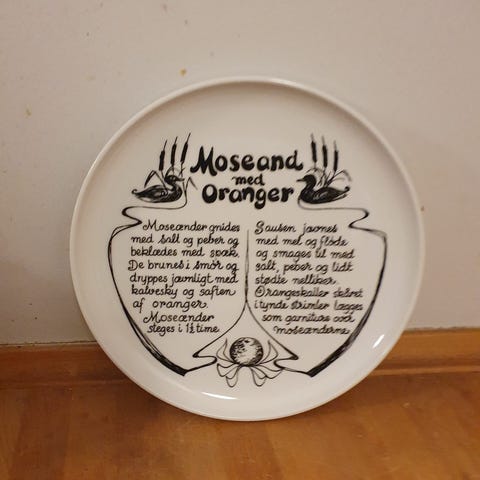 Moseand
med
Oranger
Moseænder gnides
med salt og peber og
beklædes med spæk.
De brunes i smör og
dryppes jævnligt med
kalvesky og saften
af oranger.
Moseænder
steges i 1½ time
Sausen jævnes
med mel og fløde
og smages til med
salt, peber og lidt
stødte nelliker.
Orangeskaller skåret
i tynde strimler lægges
som garniture over
moseænderne